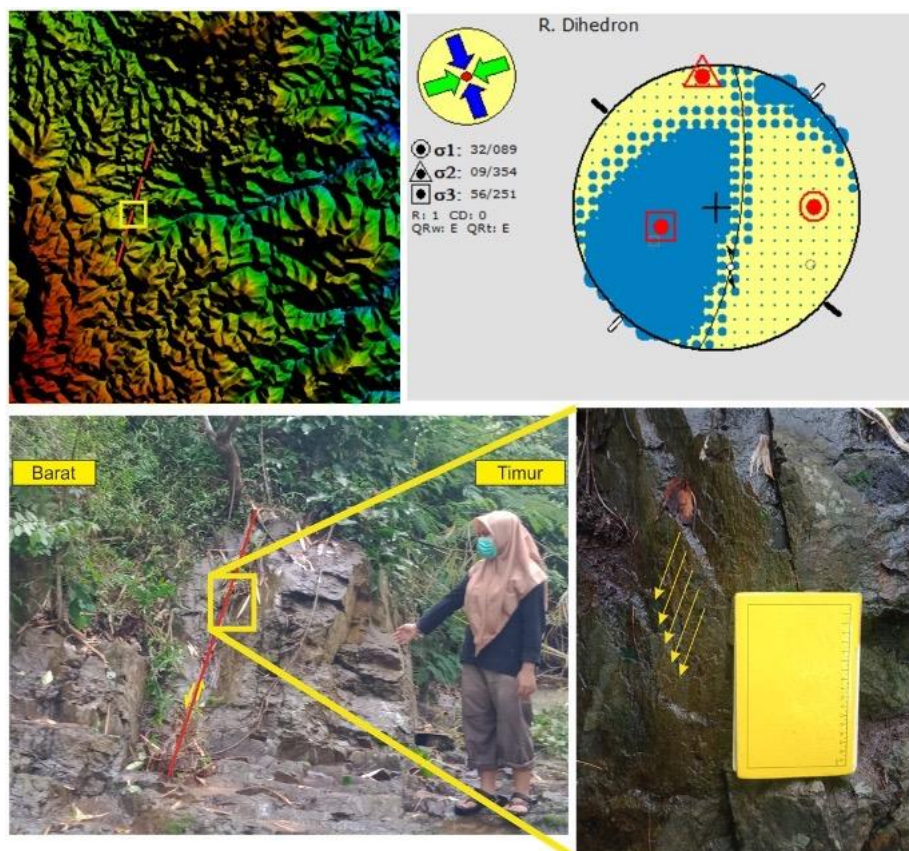 R. Dihedron
σ1: 32/089
σ2: 09/354
σ3: 56/251
R: 1 CD: 0
QRw: E QRt: E
Barat
Timur